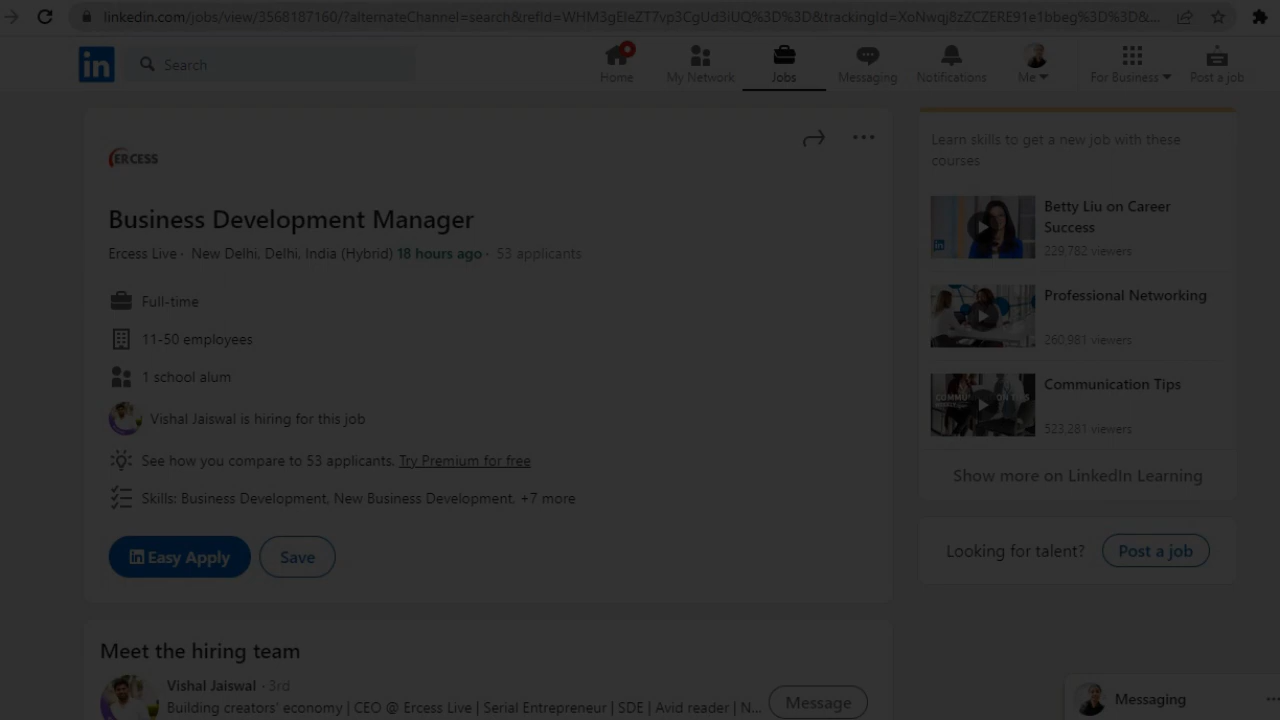 linkedin.com/jobs/view/3568187160/?alternateChannel=search&refId=WHM3gEIeZT7vp3CgUd3iUQ%3D%3D&trackingId=XoNwqj8zZCZERE91e1bbeg%3D%3D&...
in
Search
Home
My Network
Jobs
Messaging
Notifications
Me
For Business
Post a job
ERCESS
Business Development Manager
Ercess Live · New Delhi, Delhi, India (Hybrid) 18 hours ago · 53 applicants
Full-time
11-50 employees
1 school alum
Vishal Jaiswal is hiring for this job
See how you compare to 53 applicants. Try Premium for free
Skills: Business Development, New Business Development, +7 more
in Easy Apply
Save
Meet the hiring team
Vishal Jaiswal · 3rd
Building creators' economy | CEO @ Ercess Live | Serial Entrepreneur | SDE | Avid reader | N...
Message
Learn skills to get a new job with these
courses
Betty Liu on Career
Success
229,782 viewers
Professional Networking
260,981 viewers
Communication Tips
523,281 viewers
Show more on LinkedIn Learning
Looking for talent?
Post a job
Messaging